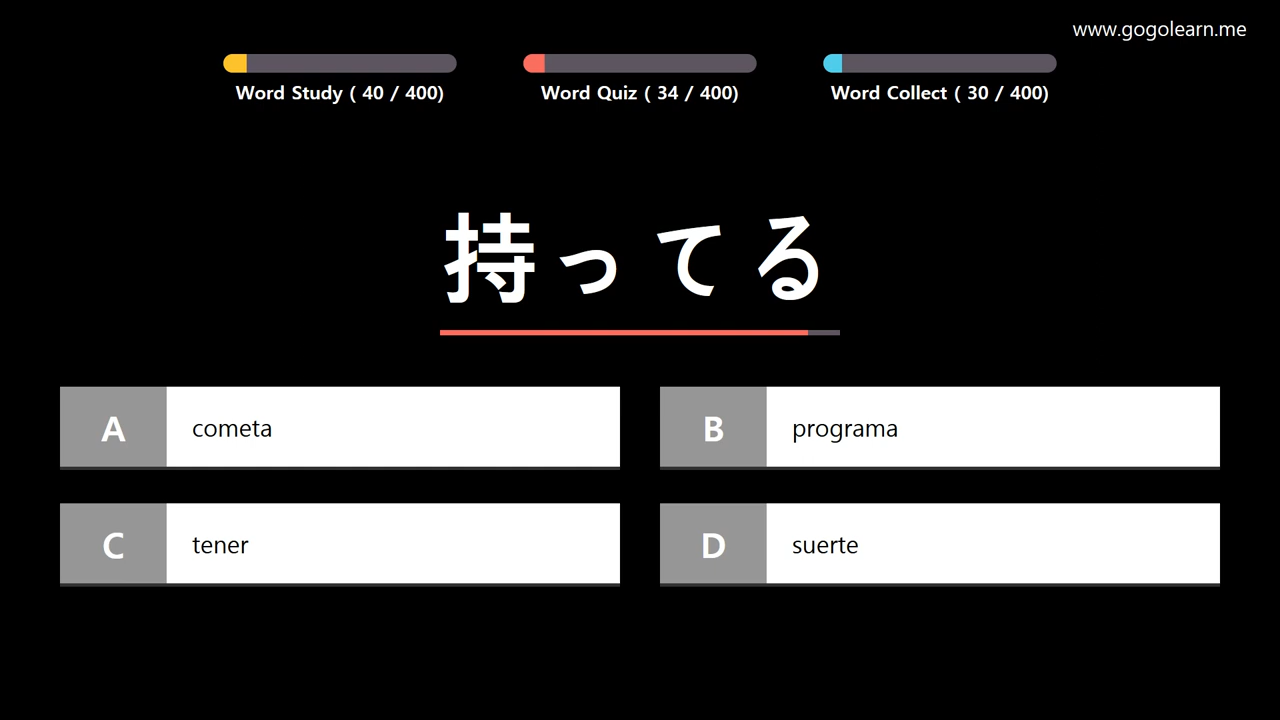 www.gogolearn.me
Word Study ( 40 / 400)
Word Quiz ( 34 / 400)
Word Collect ( 30 / 400)
持ってる
A cometa
B programa
C tener
D suerte